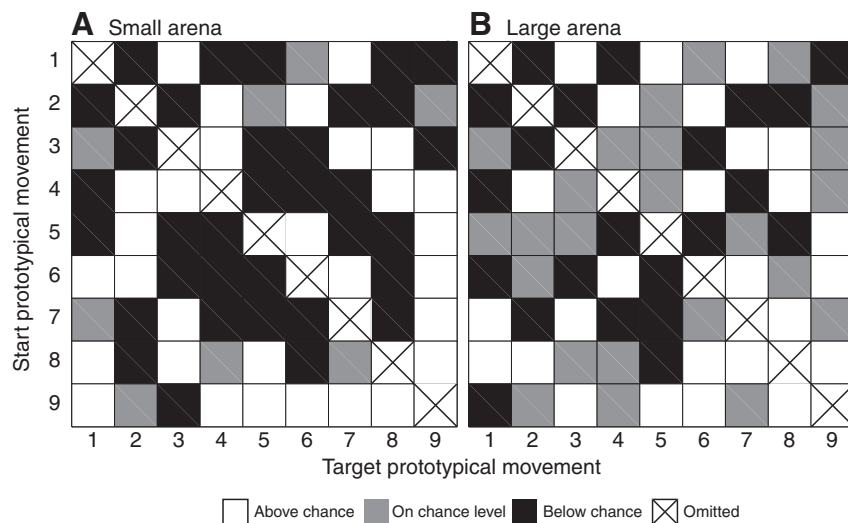 A Small arena
B Large arena
Start prototypical movement
1
2
3
4
5
6
7
8
9
1 2 3 4 5 6 7 8 9
1 2 3 4 5 6 7 8 9
Target prototypical movement
Above chance On chance level Below chance Omitted